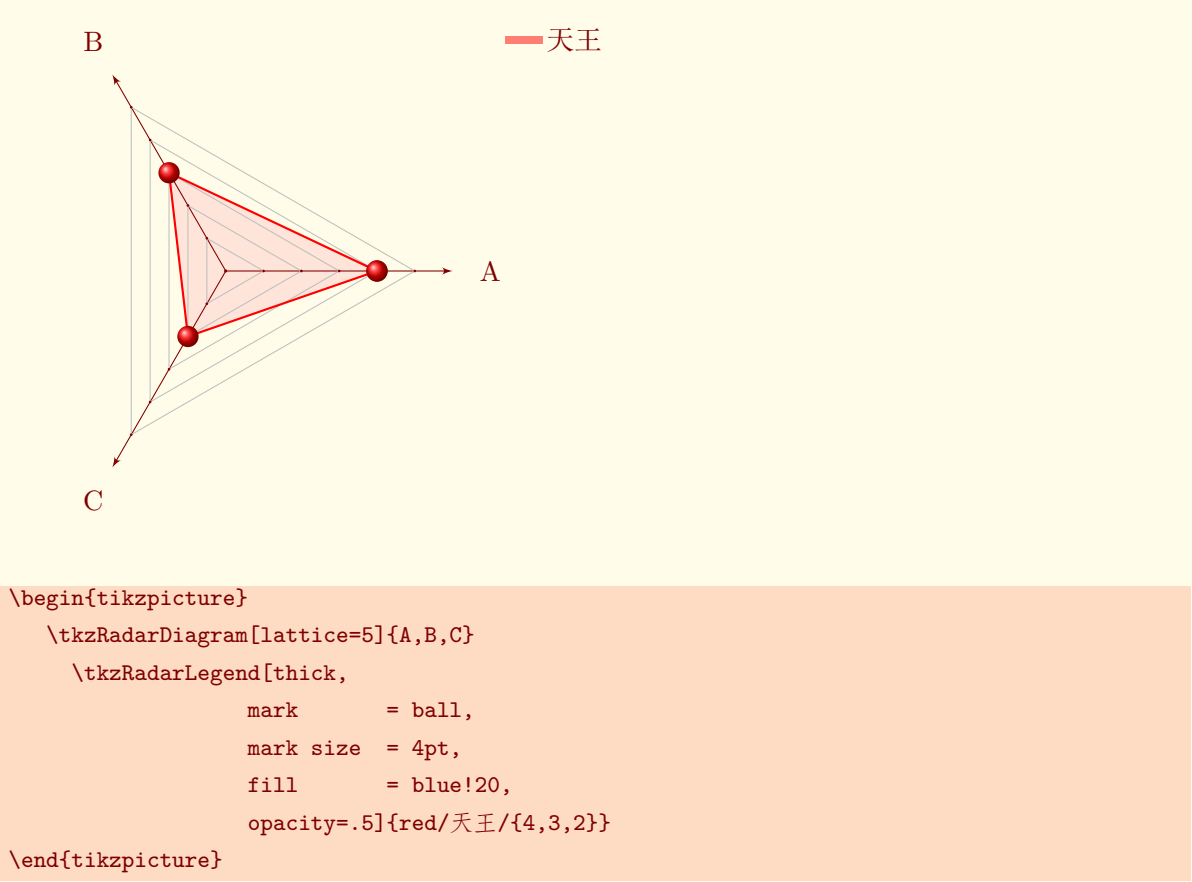 B
天王
A
C
\begin{tikzpicture}
   \tkzRadarDiagram[lattice=5]{A,B,C}
     \tkzRadarLegend[thick,
                   mark       = ball,
                   mark size  = 4pt,
                   fill       = blue!20,
                   opacity=.5]{red/天王/{4,3,2}}
\end{tikzpicture}